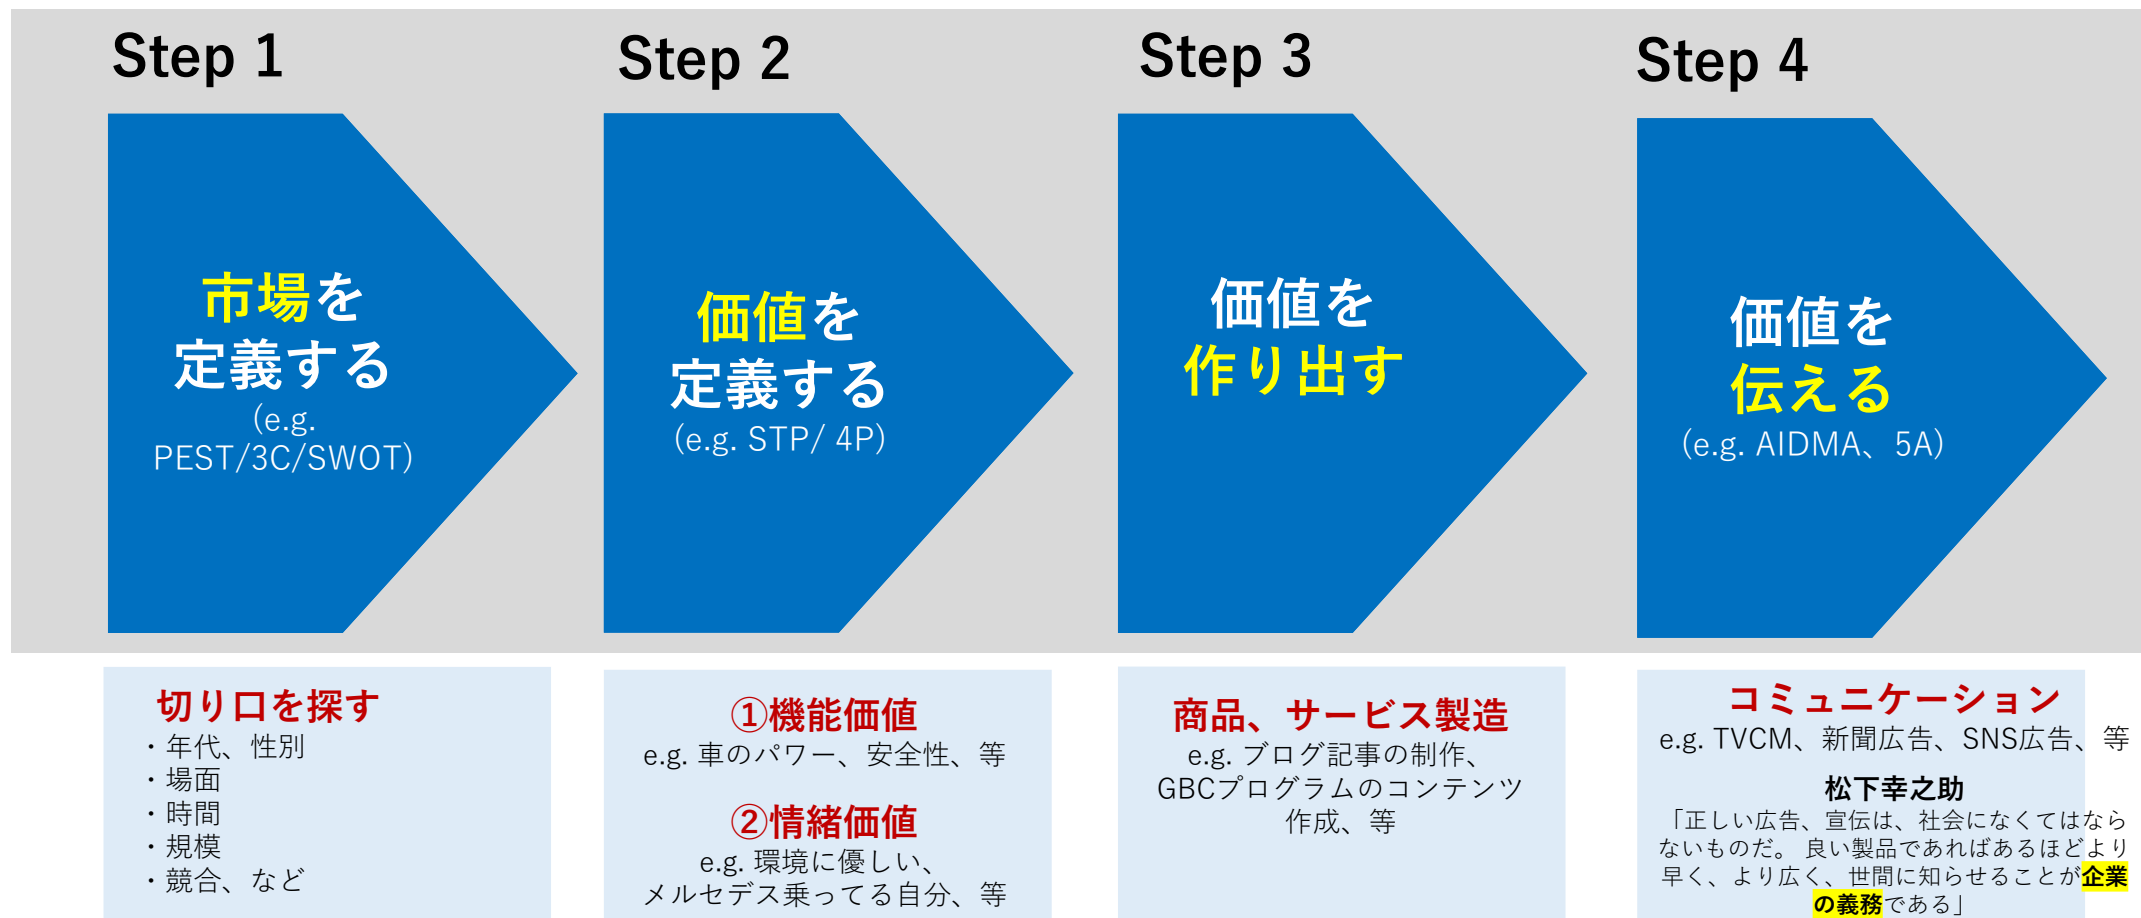 Step 1
市場を
定義する
(e.g.
PEST/3C/SWOT)
切り口を探す
・年代、性別
・場面
・時間
・規模
・競合、など
Step 2
価値を
定義する
(e.g. STP/ 4P)
①機能価値
e.g. 車のパワー、安全性、等
②情緒価値
e.g. 環境に優しい、
メルセデス乗ってる自分、等
Step 3
価値を
作り出す
商品、サービス製造
e.g. ブログ記事の制作、
GBCプログラムのコンテンツ
作成、等
Step 4
価値を
伝える
(e.g. AIDMA、5A)
コミュニケーション
e.g. TVCM、新聞広告、SNS広告、等
松下幸之助
「正しい広告、宣伝は、社会になくてはなら
ないものだ。 良い製品であればあるほどより
早く、より広く、世間に知らせることが企業
の義務である」